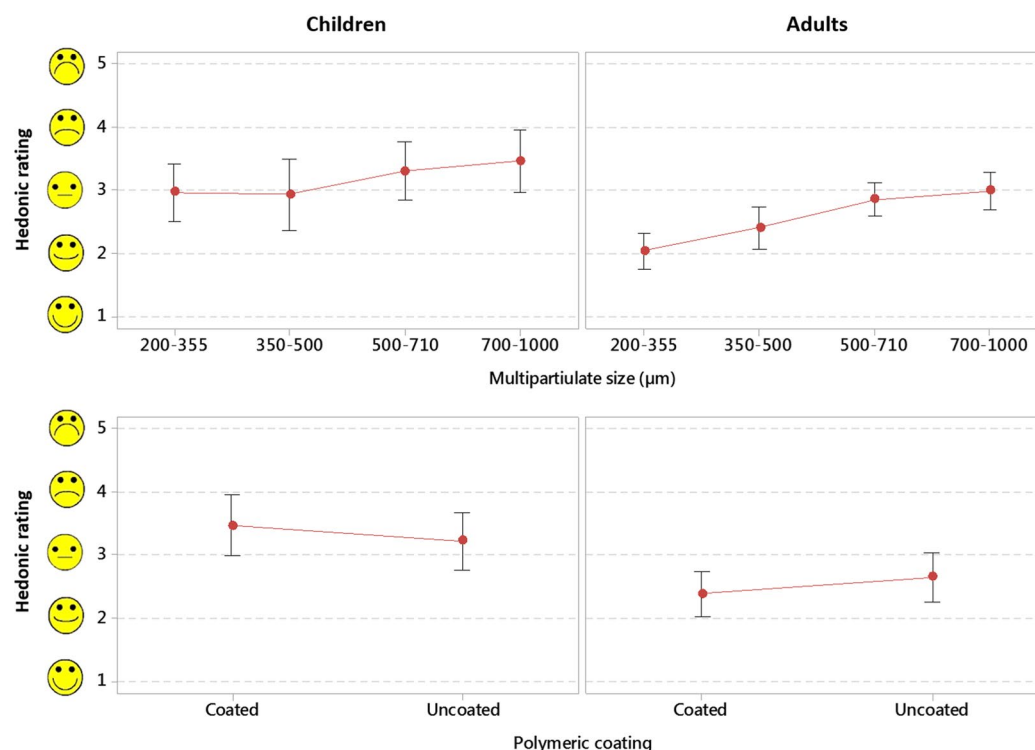 Children Adults
Hedonic rating
5
4
3
2
1
200-355 350-500 500-710 700-1000 200-355 350-500 500-710 700-1000
Multipartiulate size (µm)
Hedonic rating
5
4
3
2
1
Coated Uncoated Coated Uncoated
Polymeric coating